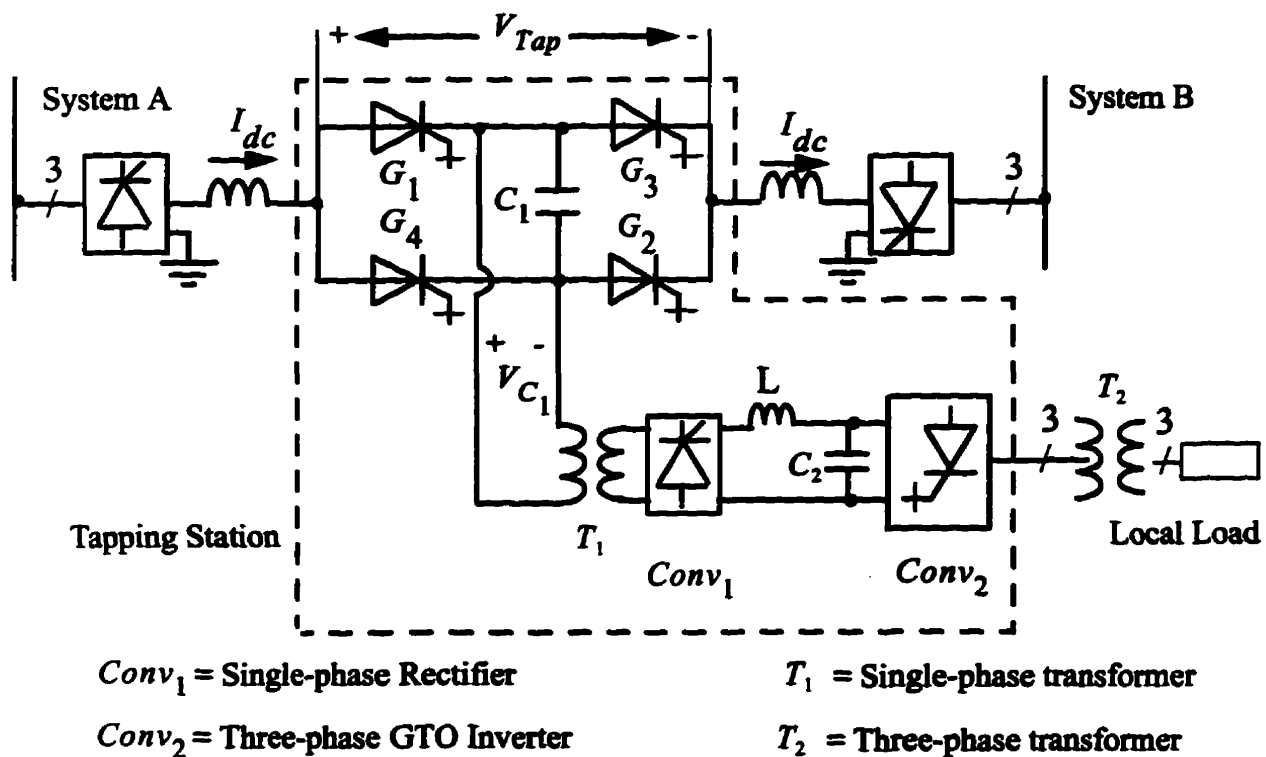 + V_Tap -
System A
System B
I_dc
I_dc
3
3
G_1
G_3
C_1
G_4
G_2
+ -
V_C_1
L
T_2
3
3
C_2
Tapping Station
T_1
Local Load
Conv_1
Conv_2
Conv_1 = Single-phase Rectifier
T_1 = Single-phase transformer
Conv_2 = Three-phase GTO Inverter
T_2 = Three-phase transformer